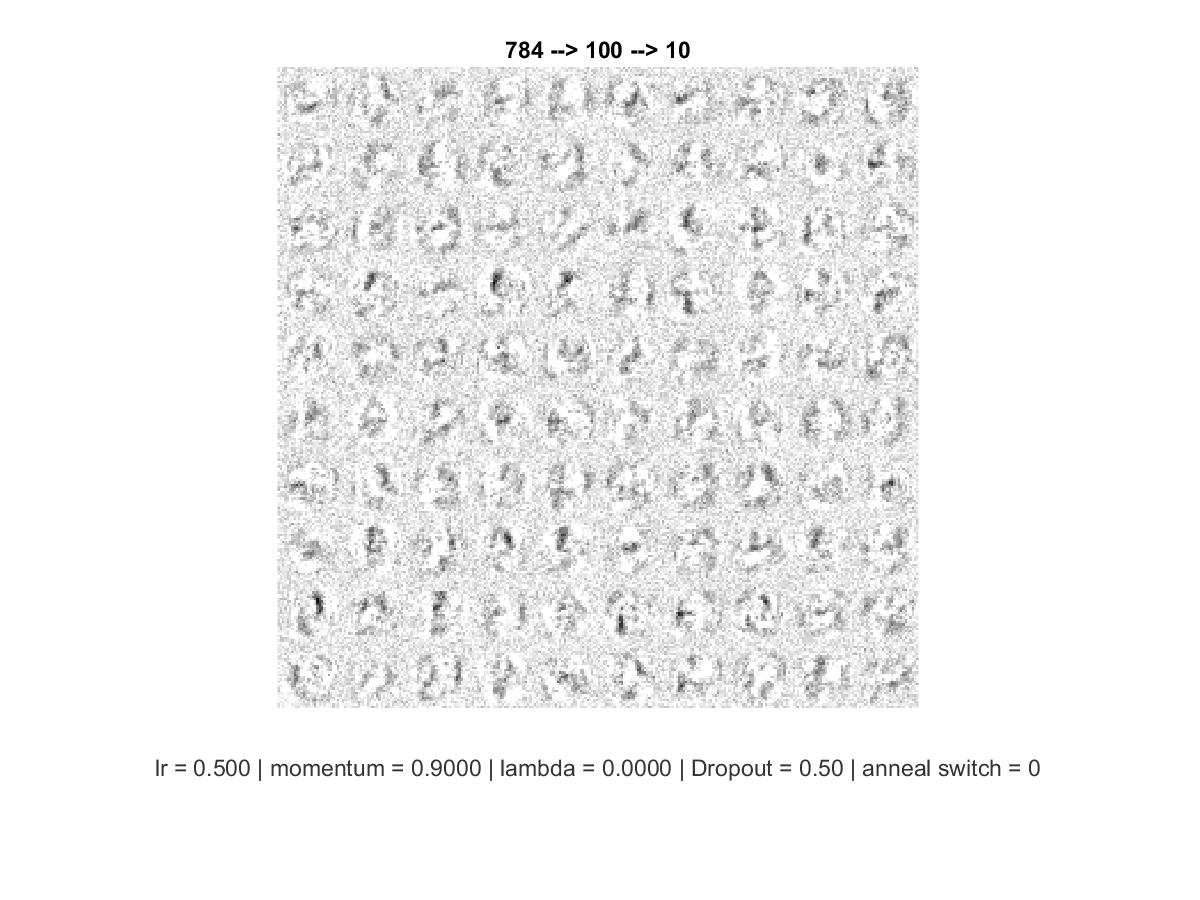 784 --> 100 --> 10
lr = 0.500 | momentum = 0.9000 | lambda = 0.0000 | Dropout = 0.50 | anneal switch = 0